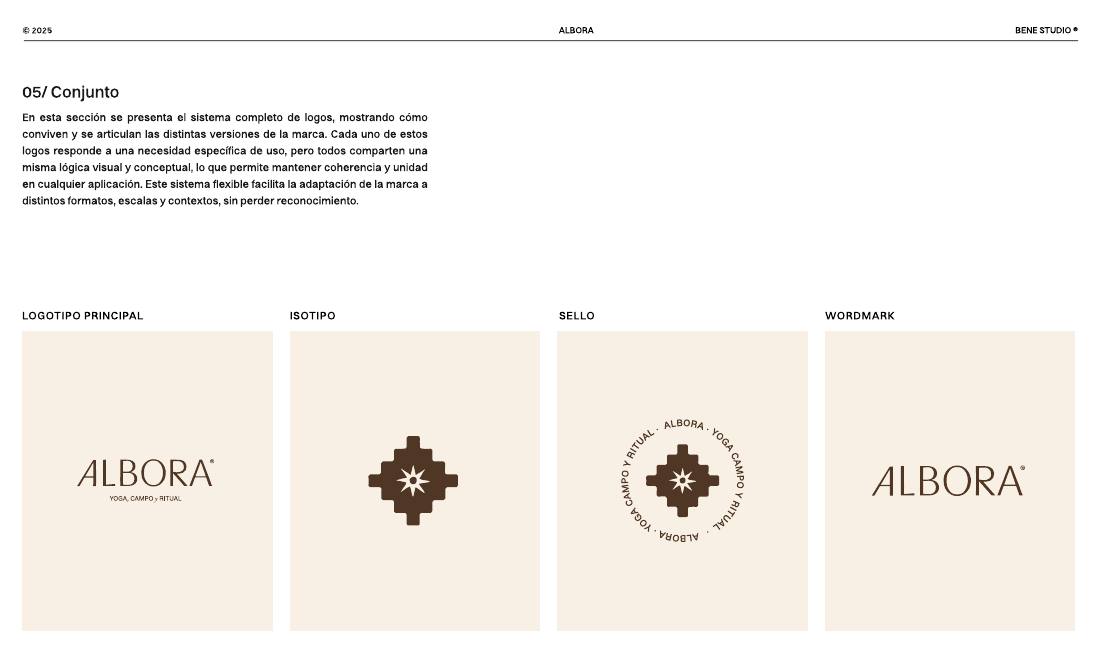 © 2025
ALBORA
BENE STUDIO ®
05/ Conjunto
En esta sección se presenta el sistema completo de logos, mostrando cómo
conviven y se articulan las distintas versiones de la marca. Cada uno de estos
logos responde a una necesidad específica de uso, pero todos comparten una
misma lógica visual y conceptual, lo que permite mantener coherencia y unidad
en cualquier aplicación. Este sistema flexible facilita la adaptación de la marca a
distintos formatos, escalas y contextos, sin perder reconocimiento.
LOGOTIPO PRINCIPAL
ALBORA®
YOGA, CAMPO y RITUAL
ISOTIPO
SELLO
ALBORA · YOGA CAMPO Y RITUAL · ALBORA · YOGA CAMPO Y RITUAL ·
WORDMARK
ALBORA®